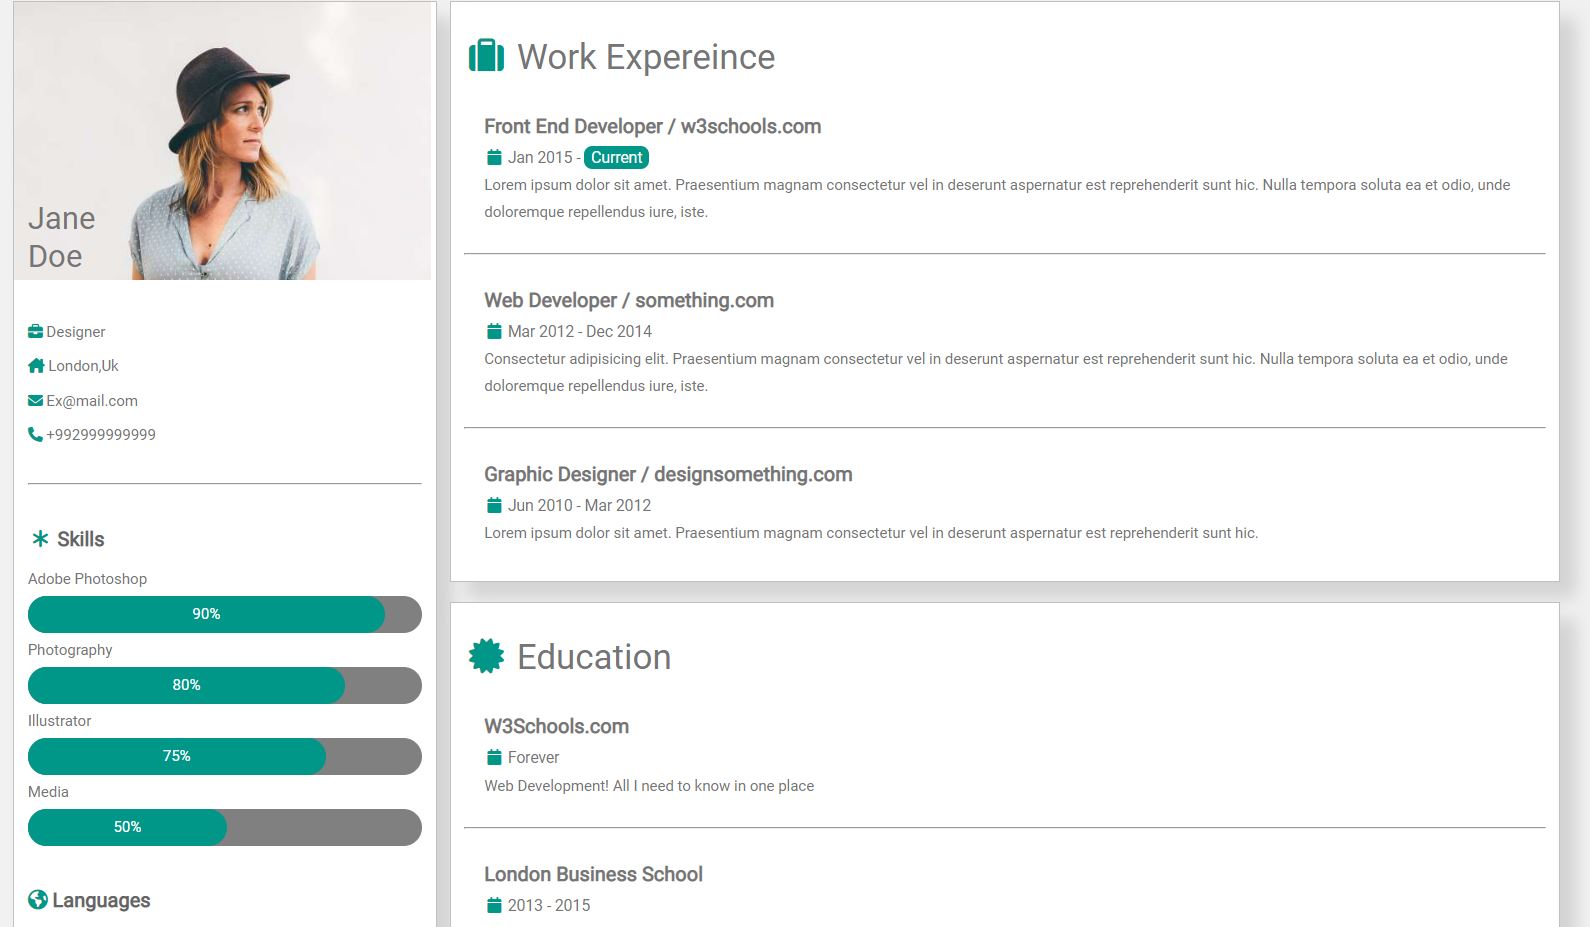 Jane
Doe
Designer
London,Uk
Ex@mail.com
+992999999999
Skills
Adobe Photoshop
90%
Photography
80%
Illustrator
75%
Media
50%
Languages
Work Expereince
Front End Developer / w3schools.com
Jan 2015 - Current
Lorem ipsum dolor sit amet. Praesentium magnam consectetur vel in deserunt aspernatur est reprehenderit sunt hic. Nulla tempora soluta ea et odio, unde
doloremque repellendus iure, iste.
Web Developer / something.com
Mar 2012 - Dec 2014
Consectetur adipisicing elit. Praesentium magnam consectetur vel in deserunt aspernatur est reprehenderit sunt hic. Nulla tempora soluta ea et odio, unde
doloremque repellendus iure, iste.
Graphic Designer / designsomething.com
Jun 2010 - Mar 2012
Lorem ipsum dolor sit amet. Praesentium magnam consectetur vel in deserunt aspernatur est reprehenderit sunt hic.
Education
W3Schools.com
Forever
Web Development! All I need to know in one place
London Business School
2013 - 2015